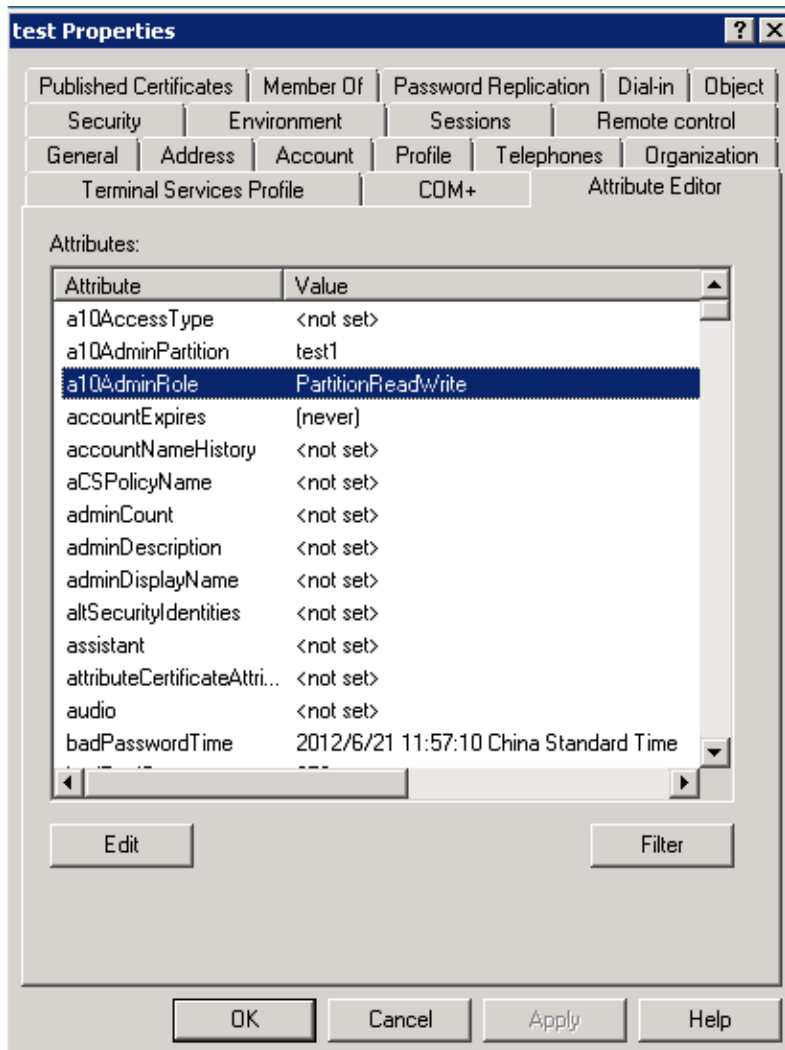 test Properties
Published Certificates Member Of Password Replication Dial-in Object
Security Environment Sessions Remote control
General Address Account Profile Telephones Organization
Terminal Services Profile COM+ Attribute Editor
Attributes:
Attribute Value
a10AccessType <not set>
a10AdminPartition test1
a10AdminRole PartitionReadWrite
accountExpires (never)
accountNameHistory <not set>
aCSPolicyName <not set>
adminCount <not set>
adminDescription <not set>
adminDisplayName <not set>
altSecurityIdentities <not set>
assistant <not set>
attributeCertificateAttri... <not set>
audio <not set>
badPasswordTime 2012/6/21 11:57:10 China Standard Time
Edit Filter
OK Cancel Apply Help